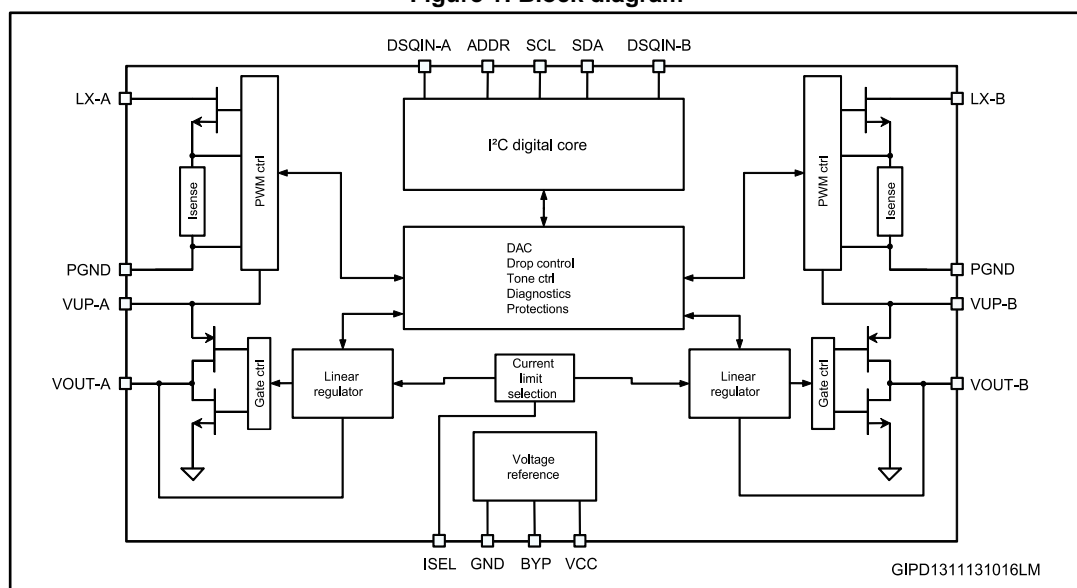 Figure 1. Block diagram
DSQIN-A ADDR SCL SDA DSQIN-B
LX-A
LX-B
I²C digital core
PWM ctrl
PWM ctrl
Isense
Isense
DAC
Drop control
Tone ctrl
Diagnostics
Protections
PGND
PGND
VUP-A
VUP-B
Gate ctrl
Linear
regulator
Current
limit
selection
Linear
regulator
Gate ctrl
VOUT-A
VOUT-B
Voltage
reference
ISEL GND BYP VCC
GIPD1311131016LM